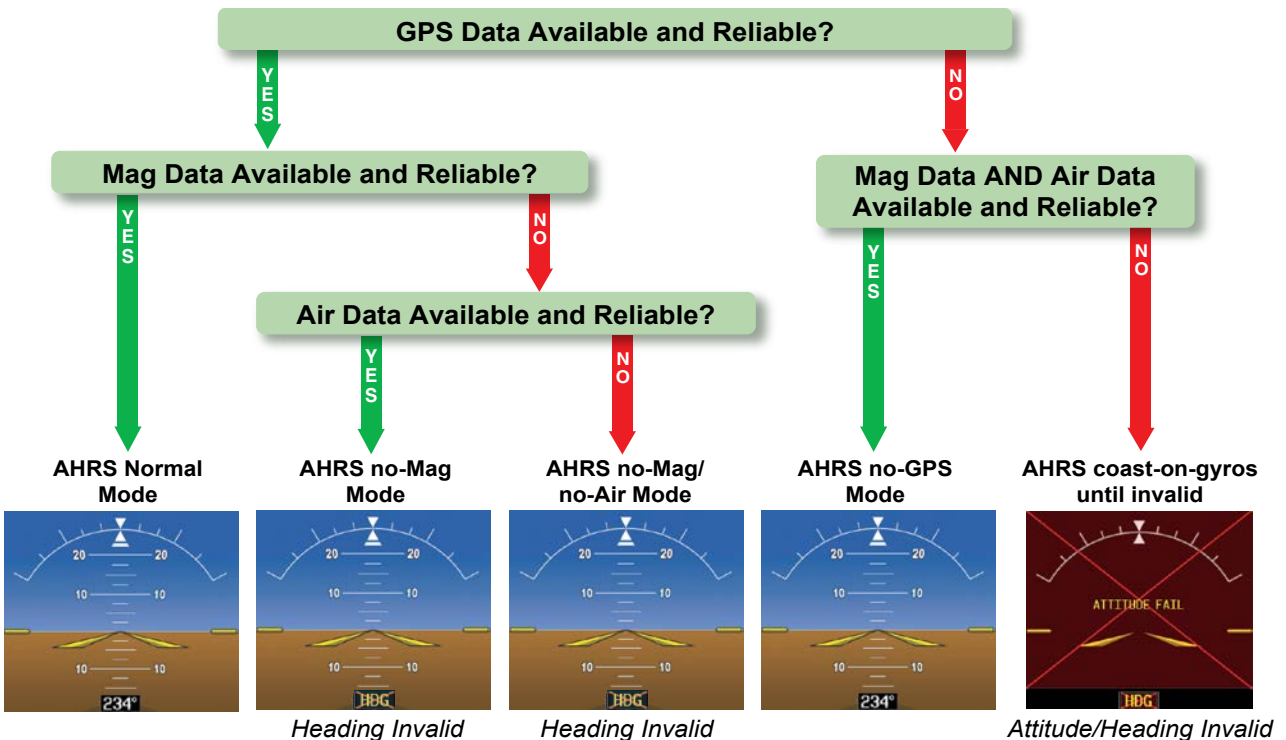 GPS Data Available and Reliable?
YES
NO
Mag Data Available and Reliable?
Mag Data AND Air Data
Available and Reliable?
YES
NO
YES
NO
Air Data Available and Reliable?
YES
NO
AHRS Normal
Mode
AHRS no-Mag
Mode
AHRS no-Mag/
no-Air Mode
AHRS no-GPS
Mode
AHRS coast-on-gyros
until invalid
20 20
10 10
10 10
234°
20 20
10 10
10 10
HDG
20 20
10 10
10 10
HDG
20 20
10 10
10 10
234°
ATTITUDE FAIL
HDG
Heading Invalid
Heading Invalid
Attitude/Heading Invalid